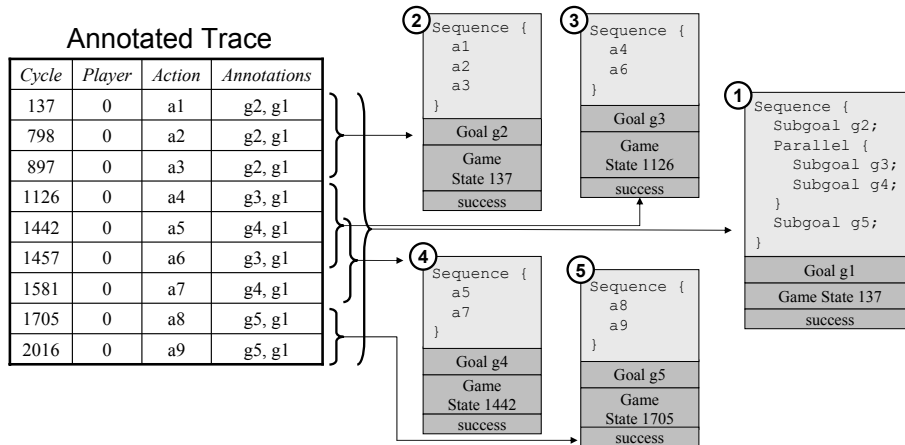 Annotated Trace
Cycle Player Action Annotations
137 0 a1 g2, g1
798 0 a2 g2, g1
897 0 a3 g2, g1
1126 0 a4 g3, g1
1442 0 a5 g4, g1
1457 0 a6 g3, g1
1581 0 a7 g4, g1
1705 0 a8 g5, g1
2016 0 a9 g5, g1
2
Sequence {
a1
a2
a3
}
Goal g2
Game
State 137
success
3
Sequence {
a4
a6
}
Goal g3
Game
State 1126
success
1
Sequence {
Subgoal g2;
Parallel {
Subgoal g3;
Subgoal g4;
}
Subgoal g5;
}
Goal g1
Game State 137
success
4
Sequence {
a5
a7
}
Goal g4
Game
State 1442
success
5
Sequence {
a8
a9
}
Goal g5
Game
State 1705
success